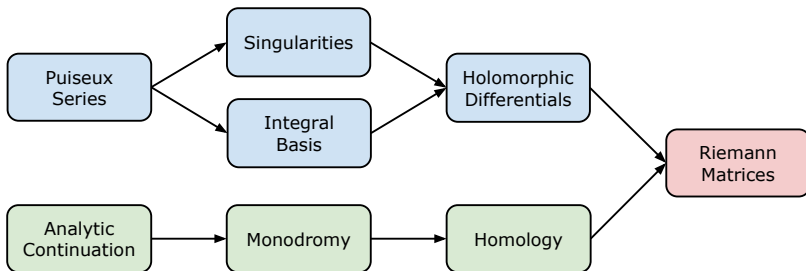 Singularities
Puiseux
Series
Holomorphic
Differentials
Integral
Basis
Riemann
Matrices
Analytic
Continuation
Monodromy
Homology